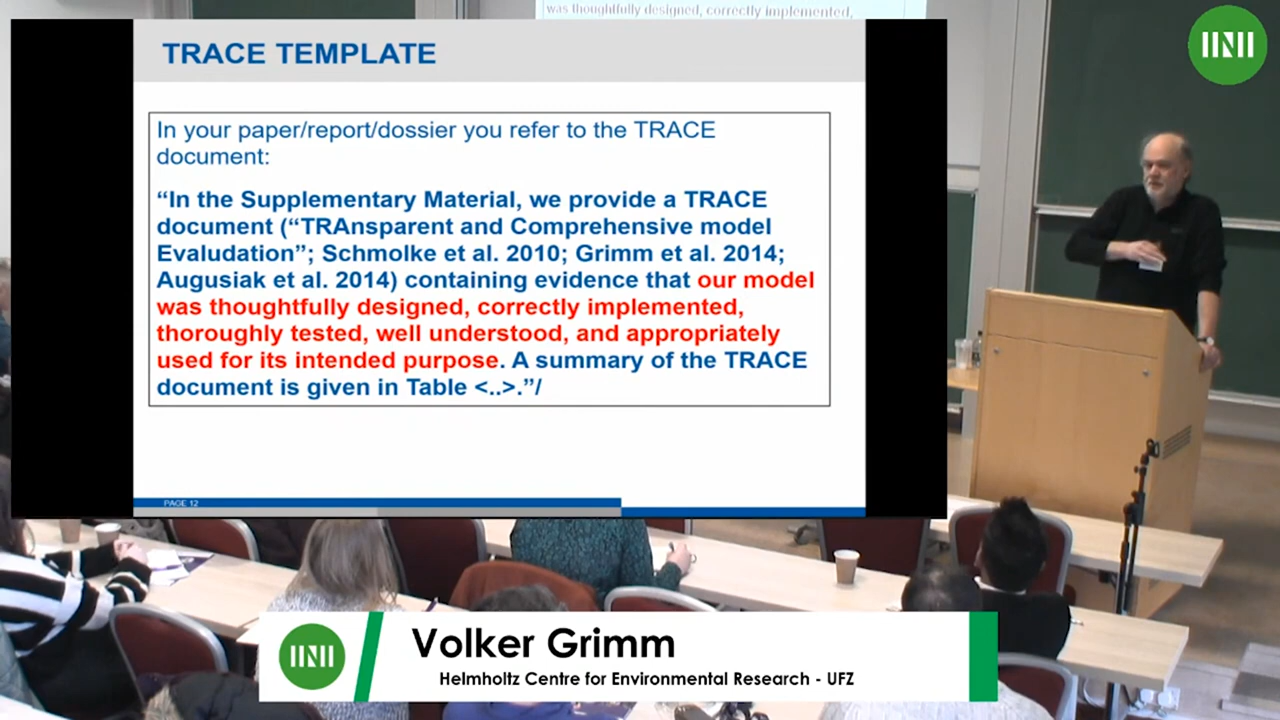 was thoughtfully designed, correctly implemented,
TRACE TEMPLATE
In your paper/report/dossier you refer to the TRACE
document:
“In the Supplementary Material, we provide a TRACE
document (“TRAnsparent and Comprehensive model
Evaludation”; Schmolke et al. 2010; Grimm et al. 2014;
Augusiak et al. 2014) containing evidence that our model
was thoughtfully designed, correctly implemented,
thoroughly tested, well understood, and appropriately
used for its intended purpose. A summary of the TRACE
document is given in Table <..>.”/
PAGE 12
Volker Grimm
Helmholtz Centre for Environmental Research - UFZ